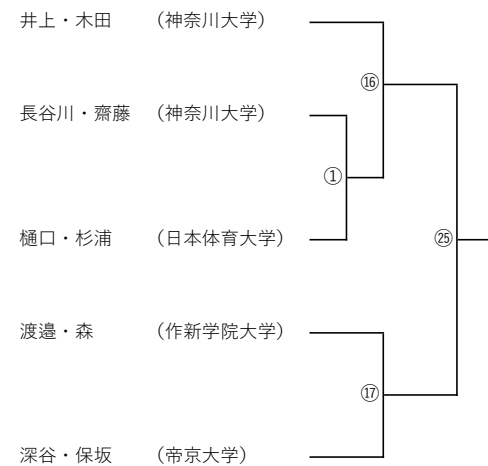 井上・木田 （神奈川大学）
⑯
長谷川・齋藤 （神奈川大学）
①
樋口・杉浦 （日本体育大学）
㉕
渡邉・森 （作新学院大学）
⑰
深谷・保坂 （帝京大学）